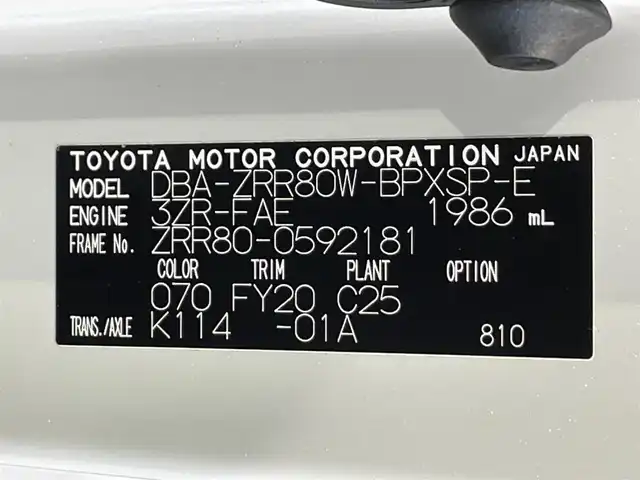 TOYOTA MOTOR CORPORATION JAPAN
MODEL DBA-ZRR80W-BPXSP-E
ENGINE 3ZR-FAE 1986 mL
FRAME No. ZRR80-0592181
COLOR TRIM PLANT OPTION
070 FY20 C25
TRANS./AXLE K114 -01A 810